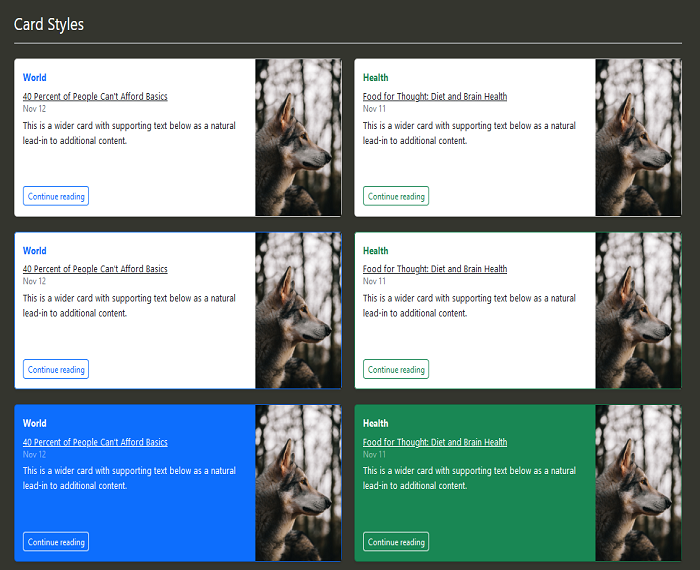 Card Styles
World
40 Percent of People Can't Afford Basics
Nov 12
This is a wider card with supporting text below as a natural
lead-in to additional content.
Continue reading
Health
Food for Thought: Diet and Brain Health
Nov 11
This is a wider card with supporting text below as a natural
lead-in to additional content.
Continue reading
World
40 Percent of People Can't Afford Basics
Nov 12
This is a wider card with supporting text below as a natural
lead-in to additional content.
Continue reading
Health
Food for Thought: Diet and Brain Health
Nov 11
This is a wider card with supporting text below as a natural
lead-in to additional content.
Continue reading
World
40 Percent of People Can't Afford Basics
Nov 12
This is a wider card with supporting text below as a natural
lead-in to additional content.
Continue reading
Health
Food for Thought: Diet and Brain Health
Nov 11
This is a wider card with supporting text below as a natural
lead-in to additional content.
Continue reading